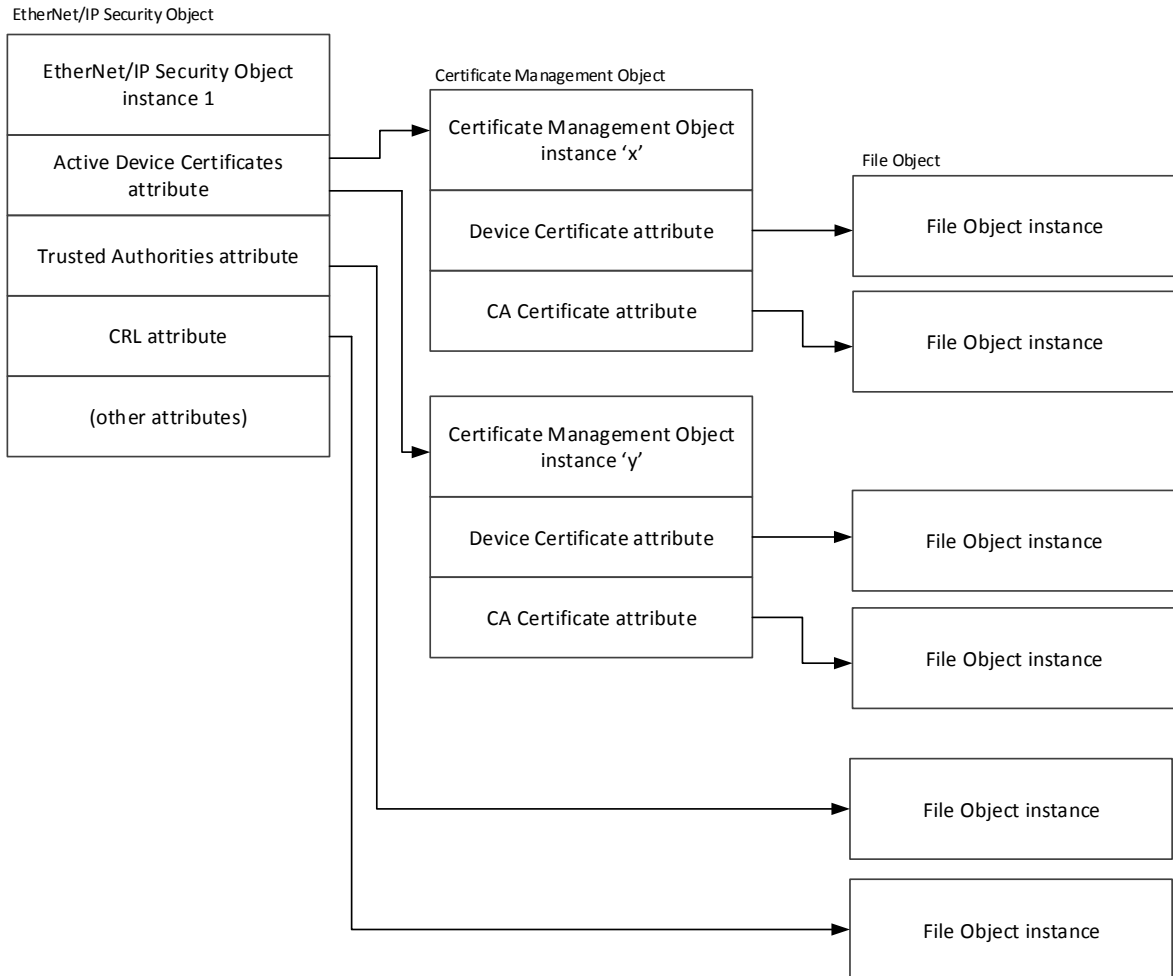 EtherNet/IP Security Object
EtherNet/IP Security Object
instance 1
Active Device Certificates
attribute
Trusted Authorities attribute
CRL attribute
(other attributes)
Certificate Management Object
Certificate Management Object
instance ‘x’
Device Certificate attribute
CA Certificate attribute
Certificate Management Object
instance ‘y’
Device Certificate attribute
CA Certificate attribute
File Object
File Object instance
File Object instance
File Object instance
File Object instance
File Object instance
File Object instance